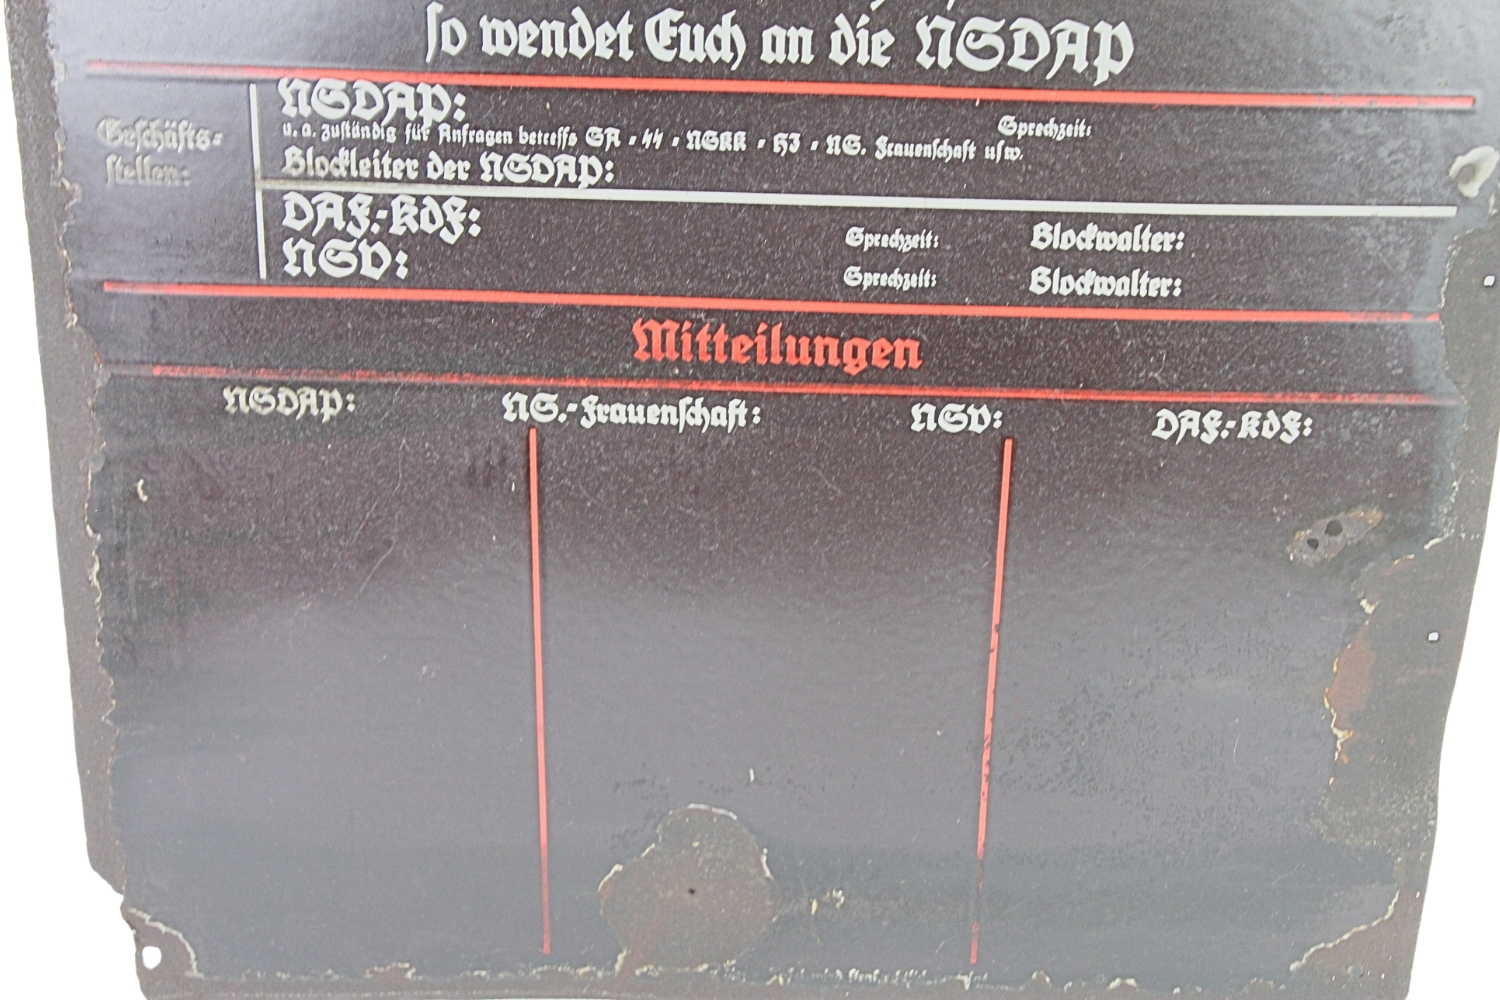 so wendet Euch an die NSDAP
Geschäfts-
stellen:
NSDAP:
Sprechzeit:
u. a. zuständig für Anfragen betreffs SA - ϟϟ - NSKK - HJ - NS. Frauenschaft usw.
Blockleiter der NSDAP:
DAF.-KdF:
Sprechzeit: Blockwalter:
NSV:
Sprechzeit: Blockwalter:
Mitteilungen
NSDAP: NS.-Frauenschaft: NSV: DAF.-KdF: